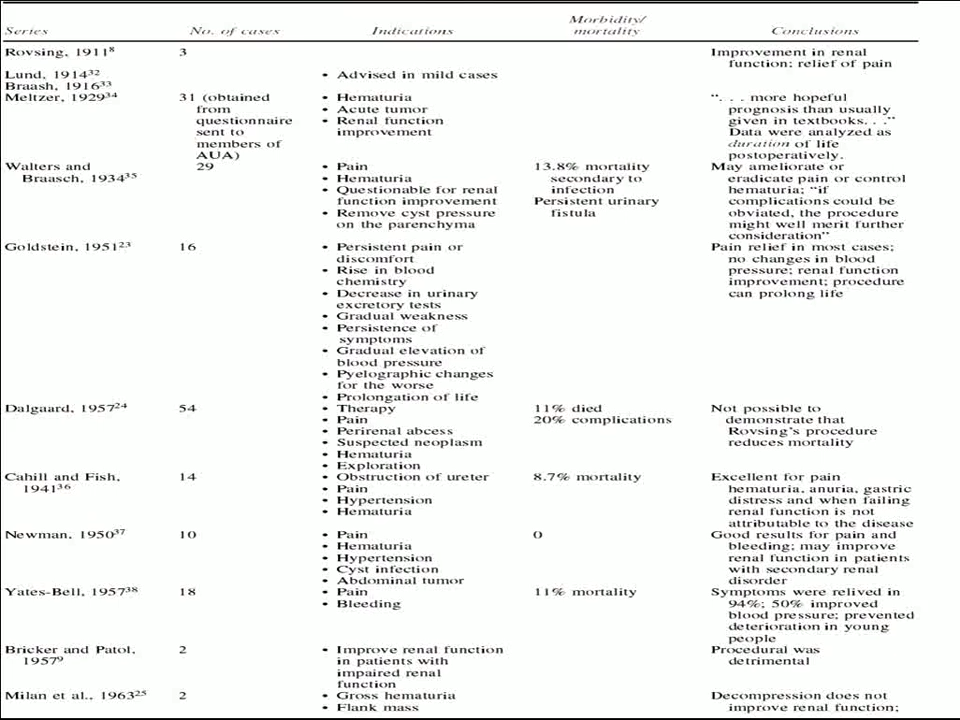 Series No. of cases Indications Morbidity/ mortality Conclusions
Rovsing, 1911⁸ 3 Improvement in renal
function; relief of pain
Lund, 1914³² • Advised in mild cases
Braash, 1916³³
Meltzer, 1929³⁴ 31 (obtained • Hematuria “. . . more hopeful
from • Acute tumor prognosis than usually
questionnaire • Renal function given in textbooks. . .”
sent to improvement Data were analyzed as
members of duration of life
AUA) postoperatively.
Walters and 29 • Pain 13.8% mortality May ameliorate or
Braasch, 1934³⁵ • Hematuria secondary to eradicate pain or control
• Questionable for renal infection hematuria; “if
function improvement Persistent urinary complications could be
• Remove cyst pressure fistula obviated, the procedure
on the parenchyma might well merit further
consideration”
Goldstein, 1951²³ 16 • Persistent pain or Pain relief in most cases;
discomfort no changes in blood
• Rise in blood pressure; renal function
chemistry improvement; procedure
• Decrease in urinary can prolong life
excretory tests
• Gradual weakness
• Persistence of
symptoms
• Gradual elevation of
blood pressure
• Pyelographic changes
for the worse
• Prolongation of life
Dalgaard, 1957²⁴ 54 • Therapy 11% died Not possible to
• Pain 20% complications demonstrate that
• Perirenal abcess Rovsing’s procedure
• Suspected neoplasm reduces mortality
• Hematuria
• Exploration
Cahill and Fish, 14 • Obstruction of ureter 8.7% mortality Excellent for pain
1941³⁶ • Pain hematuria, anuria, gastric
• Hypertension distress and when failing
• Hematuria renal function is not
attributable to the disease
Newman, 1950³⁷ 10 • Pain 0 Good results for pain and
• Hematuria bleeding; may improve
• Hypertension renal function in patients
• Cyst infection with secondary renal
• Abdominal tumor disorder
Yates-Bell, 1957³⁸ 18 • Pain 11% mortality Symptoms were relived in
• Bleeding 94%; 50% improved
blood pressure; prevented
deterioration in young
people
Bricker and Patol, 2 • Improve renal function Procedural was
1957⁹ in patients with detrimental
impaired renal
function
Milan et al., 1963²⁵ 2 • Gross hematuria Decompression does not
• Flank mass improve renal function;